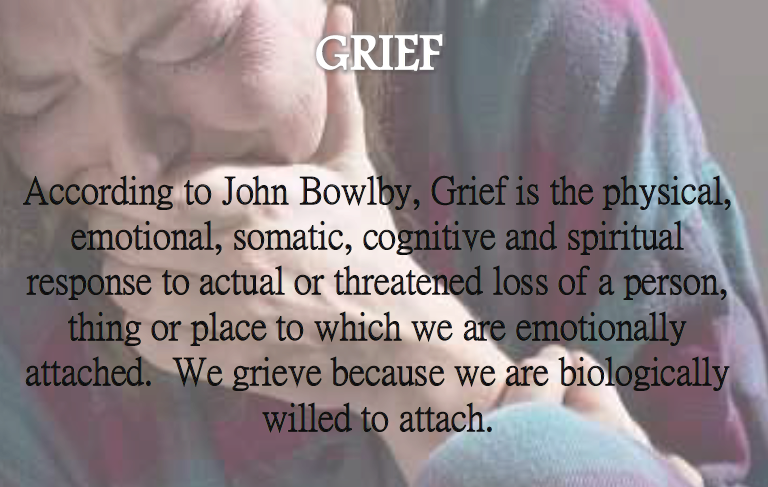 GRIEF
According to John Bowlby, Grief is the physical,
emotional, somatic, cognitive and spiritual
response to actual or threatened loss of a person,
thing or place to which we are emotionally
attached.  We grieve because we are biologically
willed to attach.